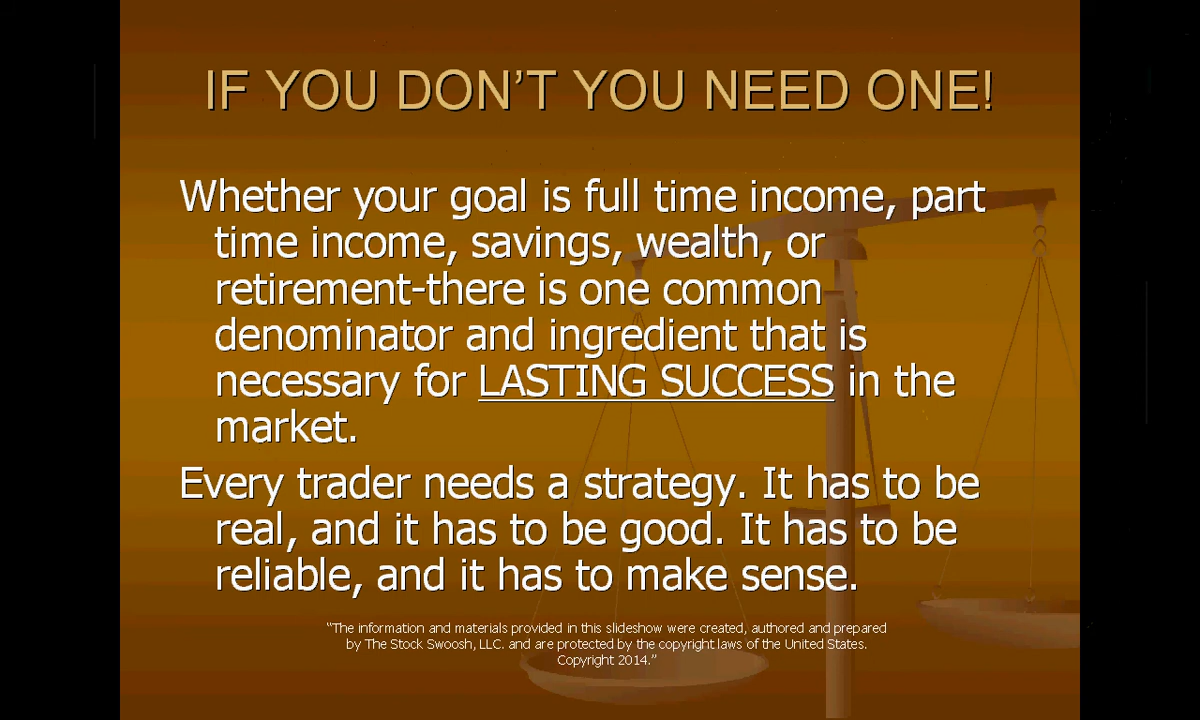 IF YOU DON’T YOU NEED ONE!
Whether your goal is full time income, part
time income, savings, wealth, or
retirement-there is one common
denominator and ingredient that is
necessary for LASTING SUCCESS in the
market.
Every trader needs a strategy. It has to be
real, and it has to be good. It has to be
reliable, and it has to make sense.
“The information and materials provided in this slideshow were created, authored and prepared
by The Stock Swoosh, LLC. and are protected by the copyright laws of the United States.
Copyright 2014.”